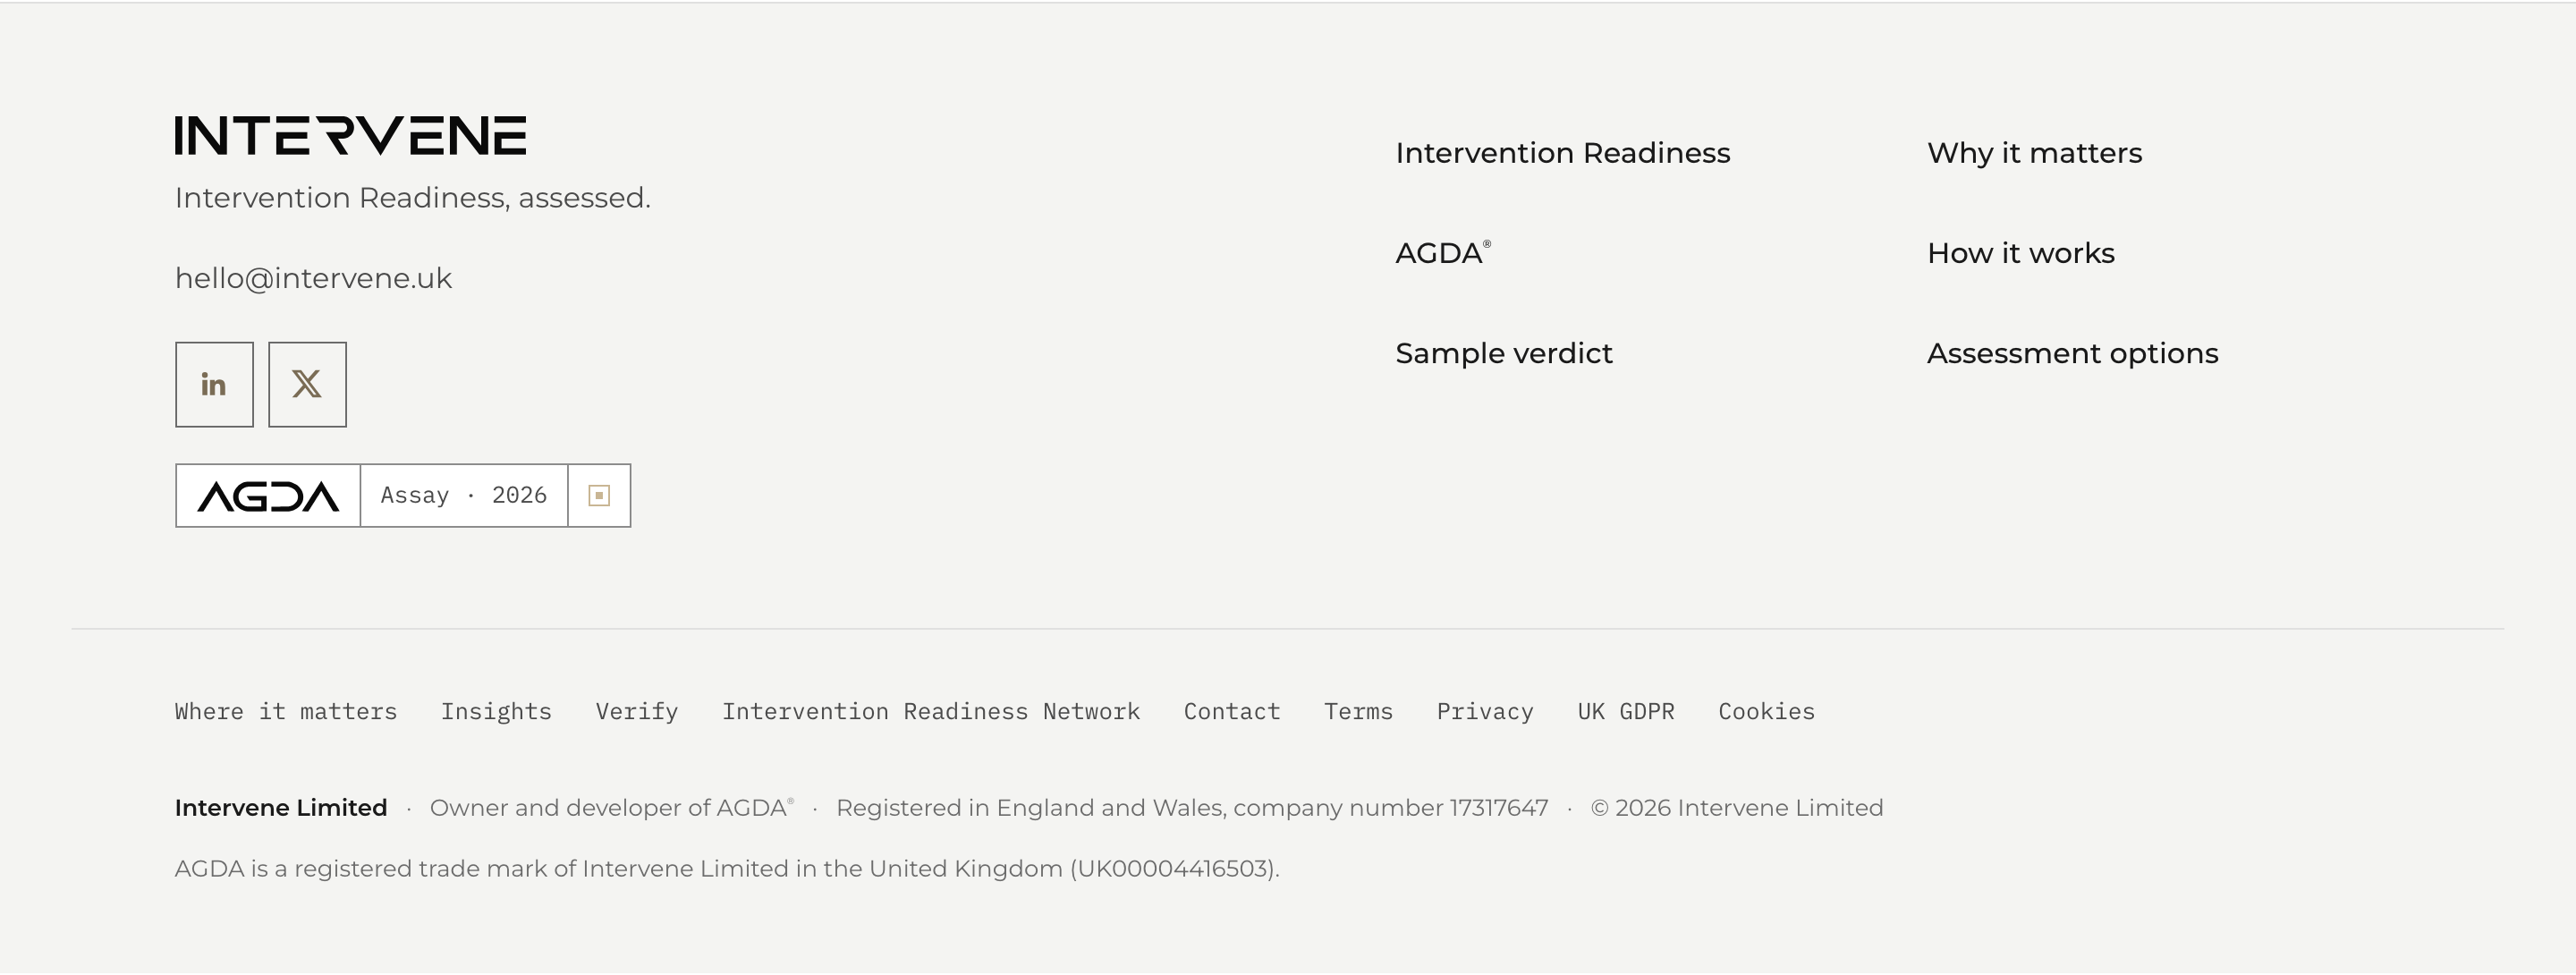 INTERVENE
Intervention Readiness, assessed.
hello@intervene.uk
in X
AGDA Assay · 2026
Intervention Readiness
Why it matters
AGDA®
How it works
Sample verdict
Assessment options
Where it matters Insights Verify Intervention Readiness Network Contact Terms Privacy UK GDPR Cookies
Intervene Limited · Owner and developer of AGDA® · Registered in England and Wales, company number 17317647 · © 2026 Intervene Limited
AGDA is a registered trade mark of Intervene Limited in the United Kingdom (UK00004416503).